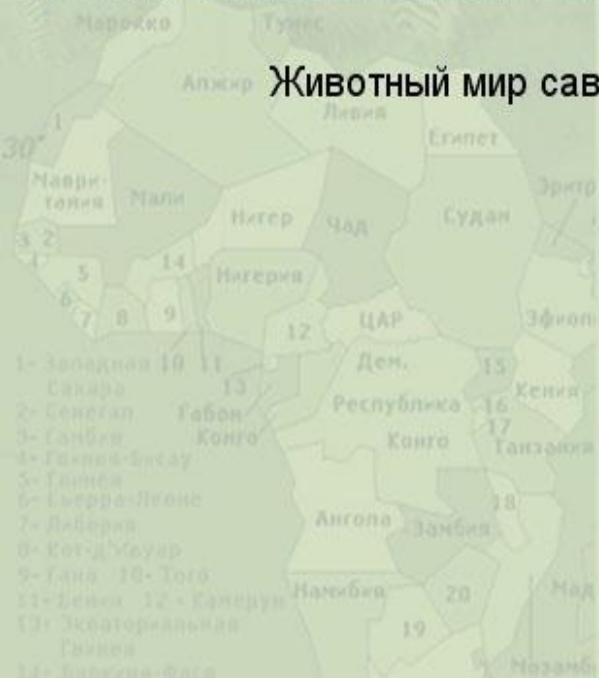 Марокко Тунис
Животный мир сав
Алжир
Ливия
1
Египет
30°
Маври-
тания
Мали
Эритр
Нигер
Чад
Судан
3 2
4
14
5
Нигерия
6
7
8
9
12
ЦАР
Эфиоп
1- Западная
Сахара
10 11
Дем.
15
13
Кения
2- Сенегал
Габон
Республика
16
3- Гамбия
Конго
17
Конго
Танзания
4- Гвинея-Бисау
5- Гвинея
6- Сьерра-Леоне
18
7- Либерия
Ангола
Замбия
8- Кот-д'Ивуар
9- Гана 10- Того
Намибия
20
Мад
11- Бенин 12 - Камерун
13- Экваториальная
Гвинея
19
Мозамб
14- Буркина-Фасо